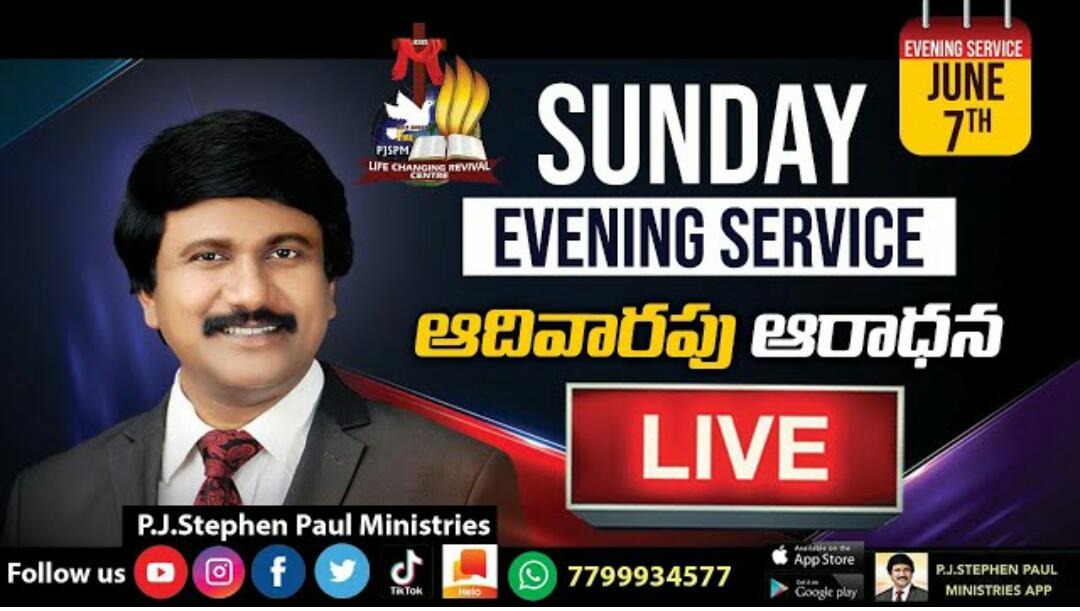 EVENING SERVICE
JUNE
7TH
SUNDAY
EVENING SERVICE
ఆదివారపు ఆరాధన
LIVE
PJSPM
LIFE CHANGING REVIVAL
CENTRE
P.J.Stephen Paul Ministries
Follow us
TikTok
Helo
7799934577
Available on the
App Store
Get it on
Google play
P.J.STEPHEN PAUL
MINISTRIES APP